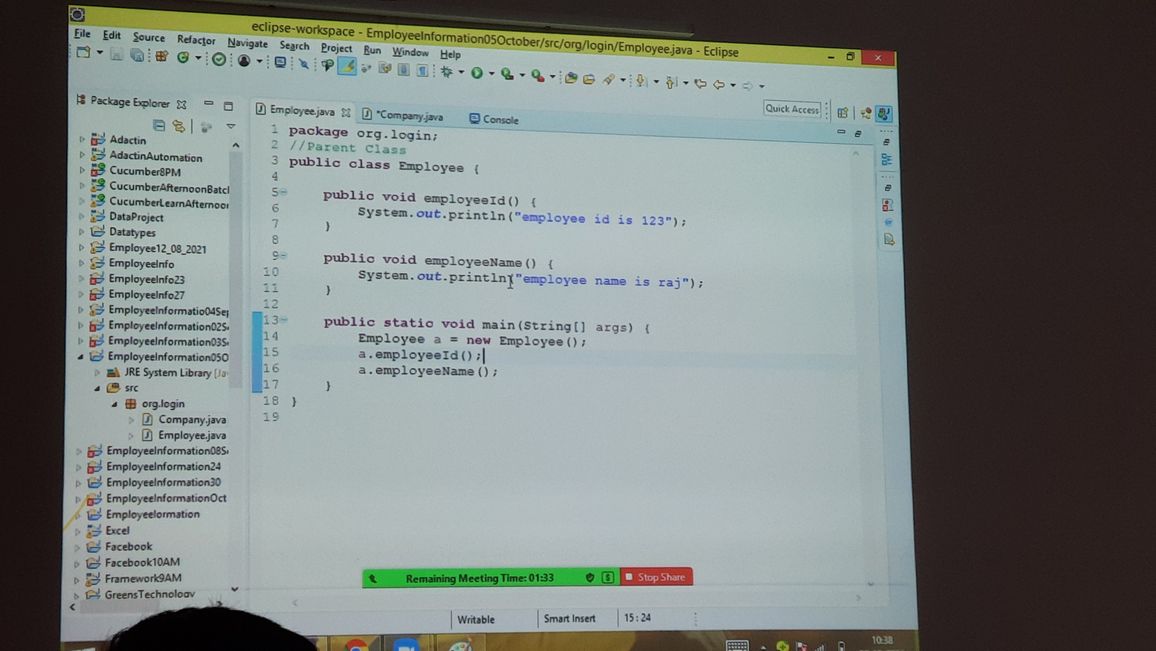 eclipse-workspace - EmployeeInformation05October/src/org/login/Employee.java - Eclipse
File Edit Source Refactor Navigate Search Project Run Window Help
Quick Access
Package Explorer
Employee.java
*Company.java
Console
Adactin
AdactinAutomation
Cucumber8PM
CucumberAfternoonBatcl
CucumberLearnAfternoor
DataProject
Datatypes
Employee12_08_2021
EmployeeInfo
EmployeeInfo23
EmployeeInfo27
EmployeeInformatio04Sep
EmployeeInformation02S
EmployeeInformation03S
EmployeeInformation05O
JRE System Library
src
org.login
Company.java
Employee.java
EmployeeInformation08S
EmployeeInformation24
EmployeeInformation30
EmployeeInformationOct
EmployeeIormation
Excel
Facebook
Facebook10AM
Framework9AM
GreensTechnology
1 package org.login;
2 //Parent Class
3 public class Employee {
4
5 public void employeeId() {
6 System.out.println("employee id is 123");
7 }
8
9 public void employeeName() {
10 System.out.println("employee name is raj");
11 }
12
13 public static void main(String[] args) {
14 Employee a = new Employee();
15 a.employeeId();
16 a.employeeName();
17 }
18 }
19
Remaining Meeting Time: 01:33
Stop Share
Writable
Smart Insert
15:24
10:38